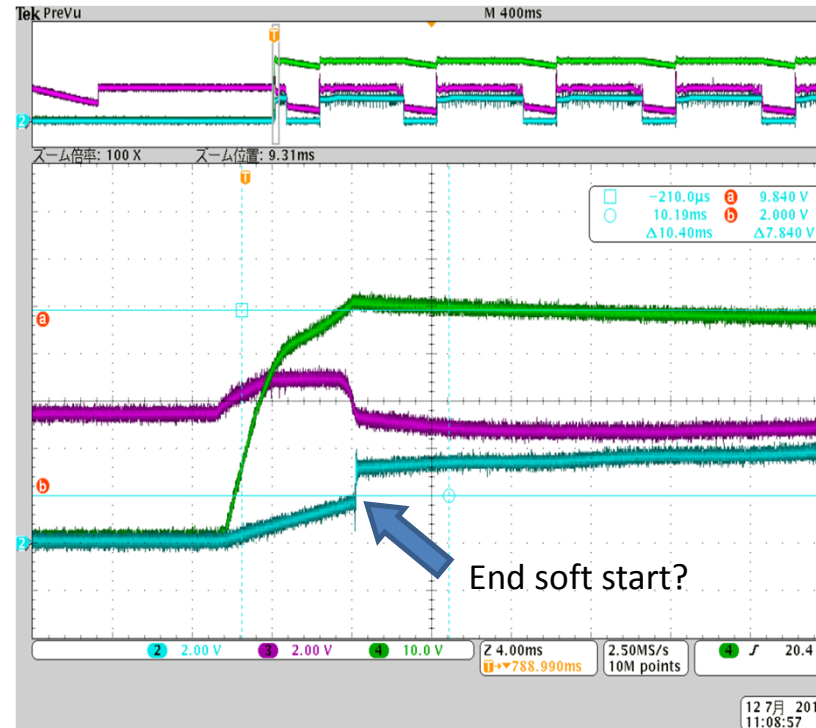 Tek PreVu M 400ms
T
2
ズーム倍率: 100 X ズーム位置: 9.31ms
T
−210.0μs a 9.840 V
10.19ms b 2.000 V
Δ10.40ms Δ7.840 V
a
b
2
End soft start?
2 2.00 V 3 2.00 V 4 10.0 V Z 4.00ms 2.50MS/s 4 20.4
T→▼788.990ms 10M points
12 7月 201
11:08:57